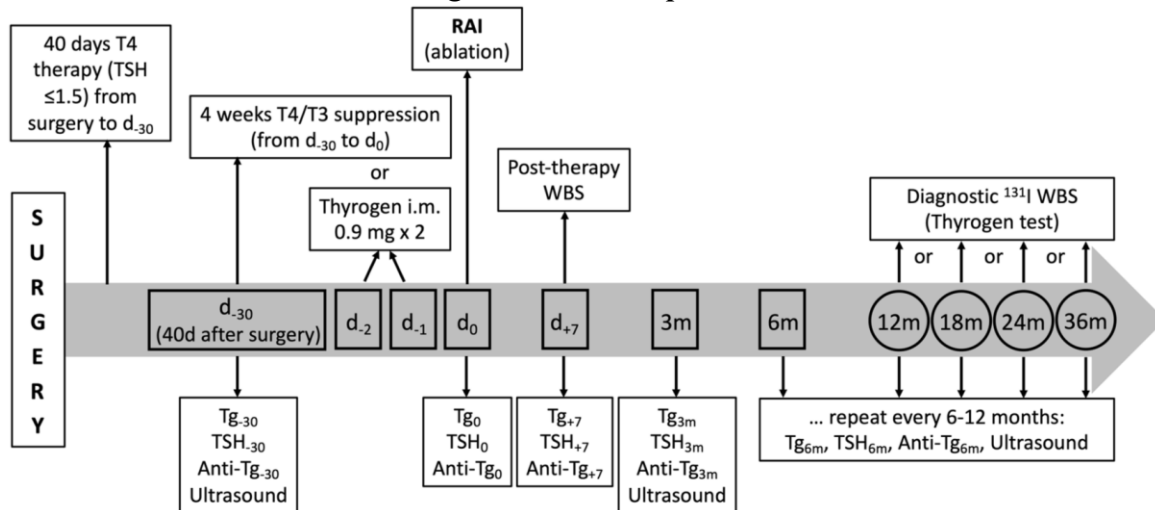 40 days T4
therapy (TSH
≤1.5) from
surgery to d-30
4 weeks T4/T3 suppression
(from d-30 to d0)
or
Thyrogen i.m.
0.9 mg x 2
RAI
(ablation)
Post-therapy
WBS
Diagnostic ¹³¹I WBS
(Thyrogen test)
or or or
S
U
R
G
E
R
Y
d-30
(40d after surgery)
d-2
d-1
d0
d+7
3m
6m
12m
18m
24m
36m
Tg-30
TSH-30
Anti-Tg-30
Ultrasound
Tg0
TSH0
Anti-Tg0
Tg+7
TSH+7
Anti-Tg+7
Tg3m
TSH3m
Anti-Tg3m
Ultrasound
... repeat every 6-12 months:
Tg6m, TSH6m, Anti-Tg6m, Ultrasound